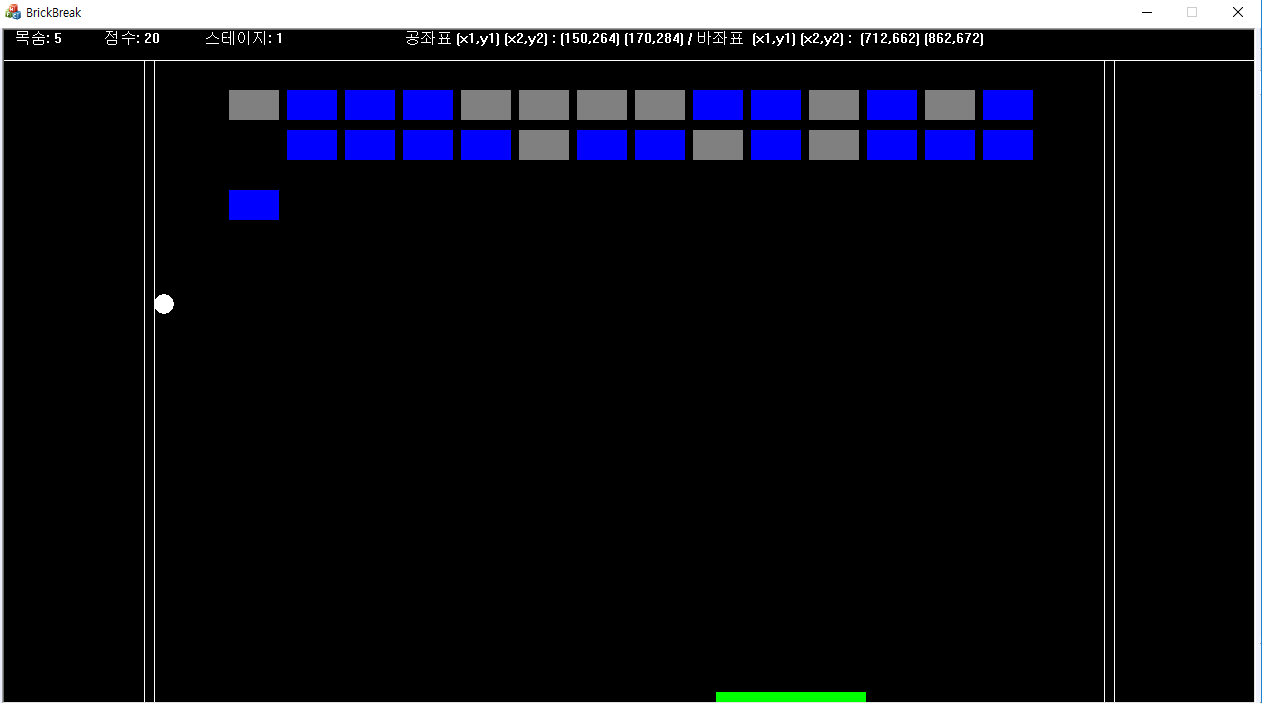 BrickBreak
목숨: 5 점수: 20 스테이지: 1 공좌표 (x1,y1) (x2,y2) : (150,264) (170,284) / 바좌표 (x1,y1) (x2,y2) : (712,662) (862,672)